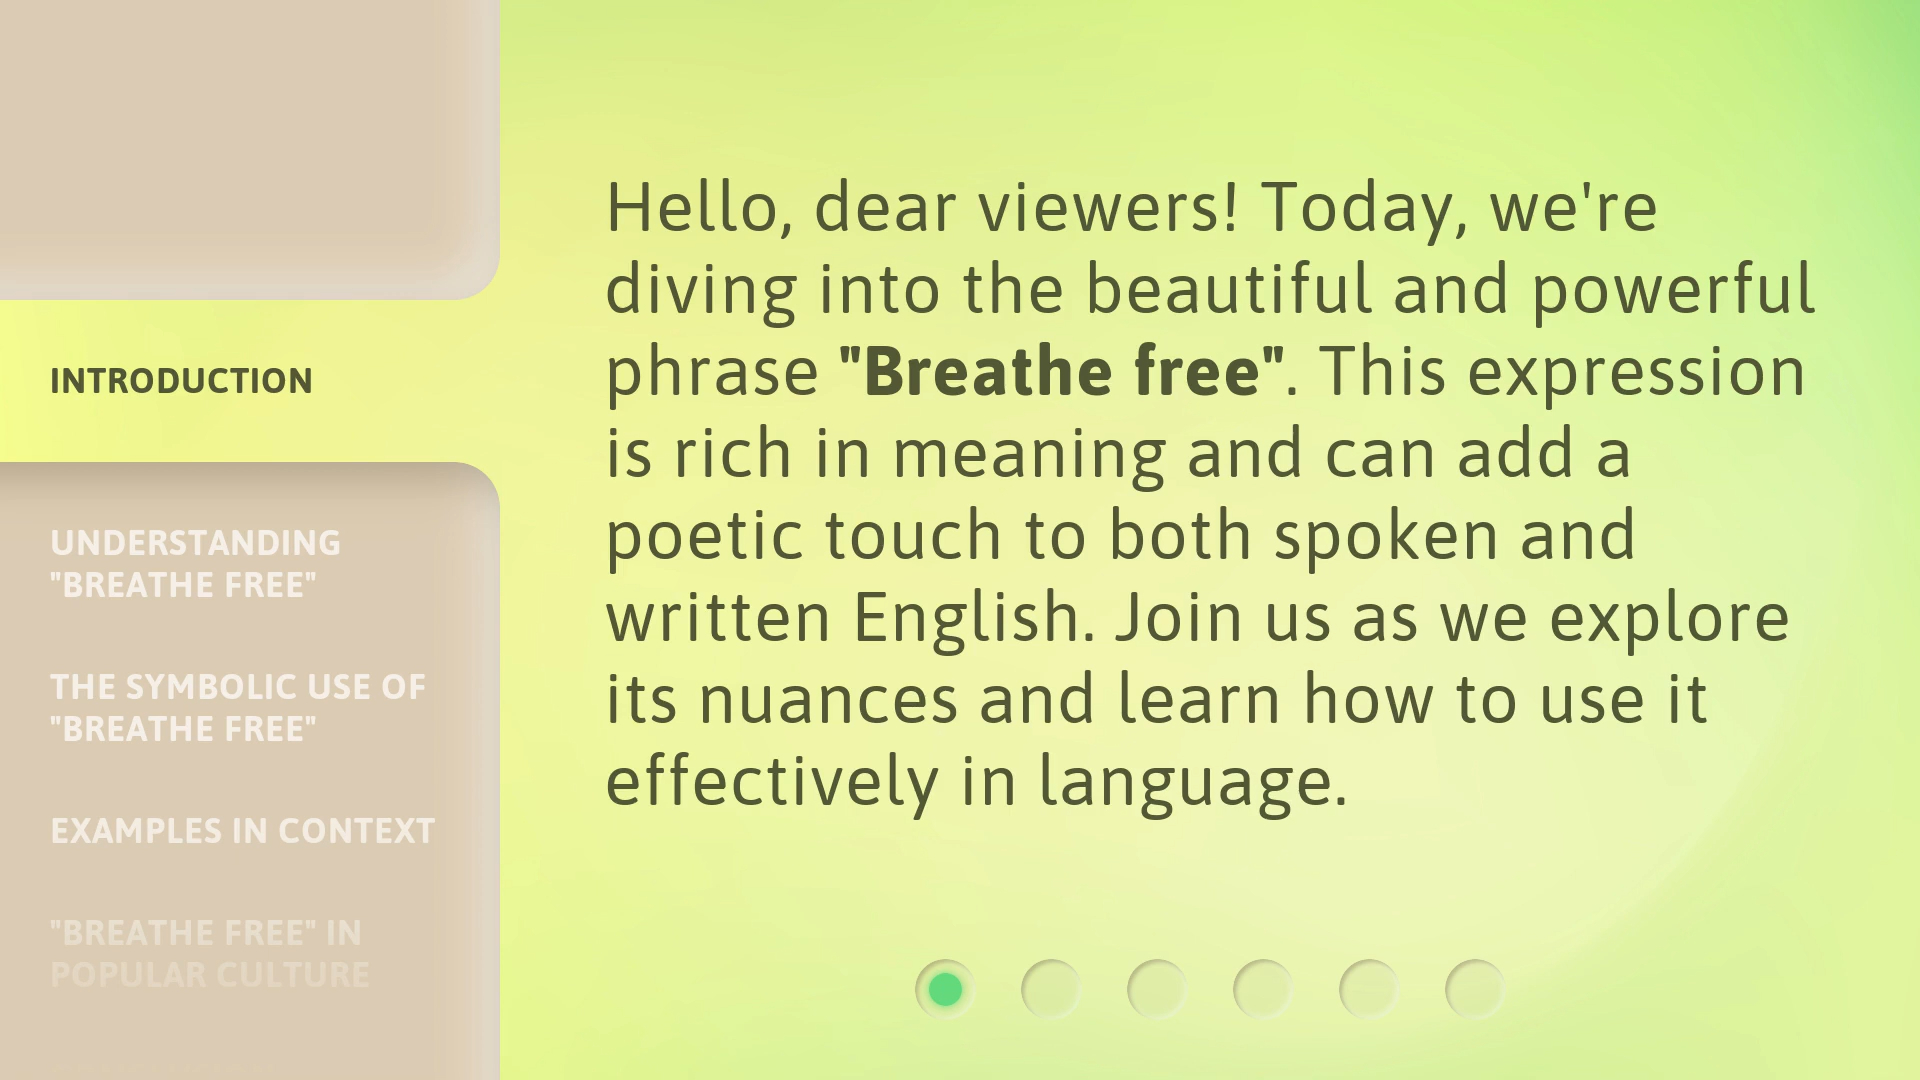 INTRODUCTION
UNDERSTANDING
"BREATHE FREE"
THE SYMBOLIC USE OF
"BREATHE FREE"
EXAMPLES IN CONTEXT
"BREATHE FREE" IN
POPULAR CULTURE
Hello, dear viewers! Today, we're
diving into the beautiful and powerful
phrase "Breathe free". This expression
is rich in meaning and can add a
poetic touch to both spoken and
written English. Join us as we explore
its nuances and learn how to use it
effectively in language.